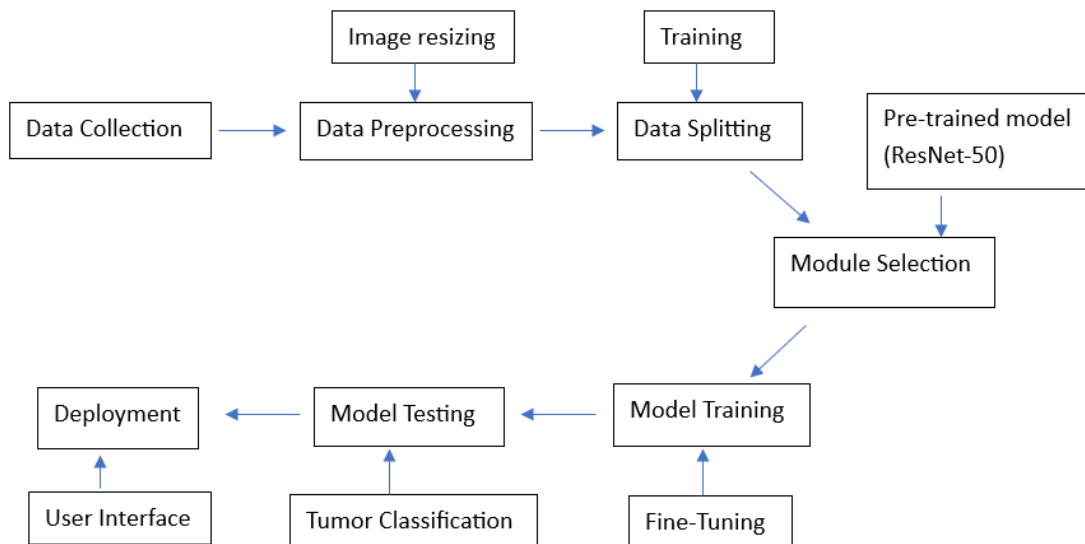 Image resizing
Training
Data Collection
Data Preprocessing
Data Splitting
Pre-trained model
(ResNet-50)
Module Selection
Deployment
Model Testing
Model Training
User Interface
Tumor Classification
Fine-Tuning